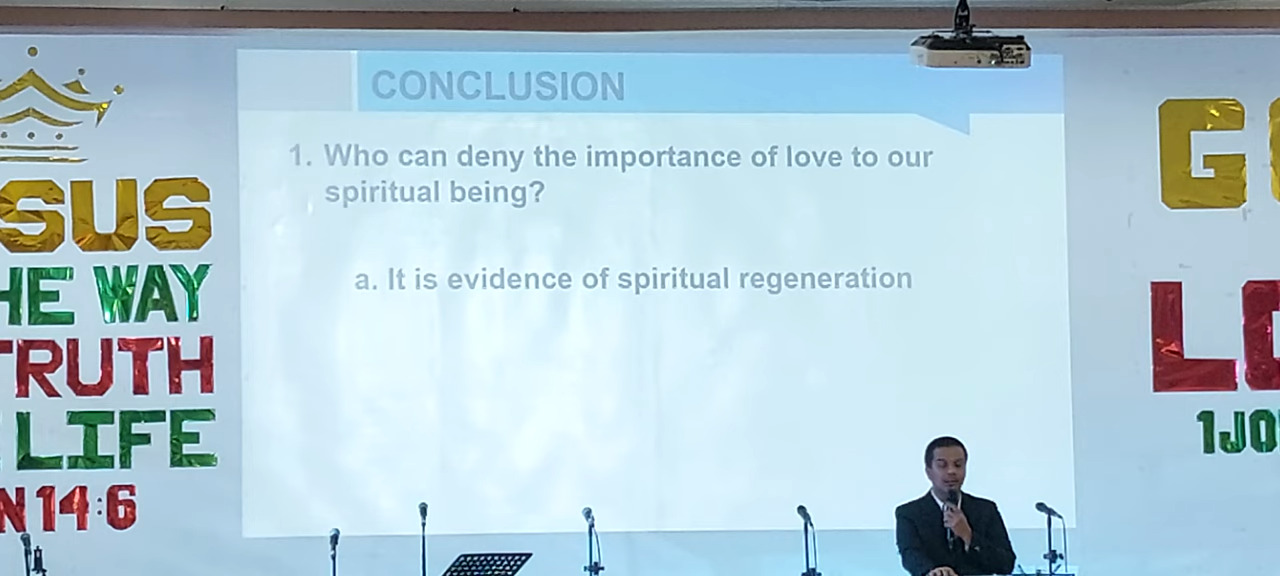 CONCLUSION
1. Who can deny the importance of love to our
spiritual being?
a. It is evidence of spiritual regeneration
SUS
HE WAY
TRUTH
LIFE
N 14:6
G
LO
1JO